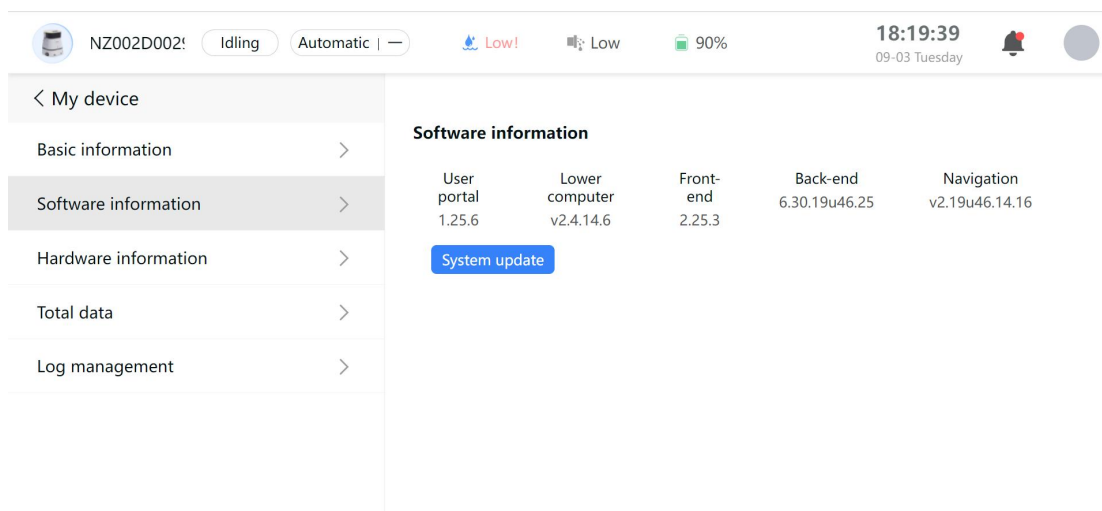 NZ002D0029 Idling Automatic | — Low! Low 90% 18:19:39
09-03 Tuesday
My device
Basic information
Software information
Hardware information
Total data
Log management
Software information
User portal
1.25.6
Lower computer
v2.4.14.6
Front-end
2.25.3
Back-end
6.30.19u46.25
Navigation
v2.19u46.14.16
System update